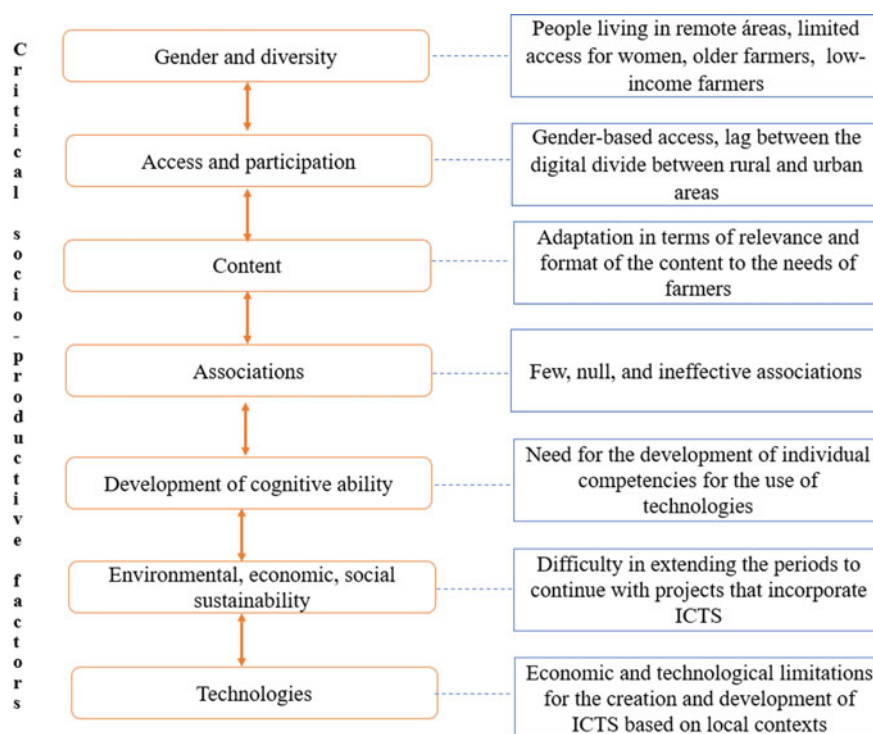 Critical socio-productive factors
Gender and diversity
People living in remote áreas, limited
access for women, older farmers,  low-
income farmers
Access and participation
Gender-based access, lag between the
digital divide between rural and urban
areas
Content
Adaptation in terms of relevance and
format of the content to the needs of
farmers
Associations
Few, null, and ineffective associations
Development of cognitive ability
Need for the development of individual
competencies for the use of
technologies
Environmental, economic, social
sustainability
Difficulty in extending the periods to
continue with projects that incorporate
ICTS
Technologies
Economic and technological limitations
for the creation and development of
ICTS based on local contexts